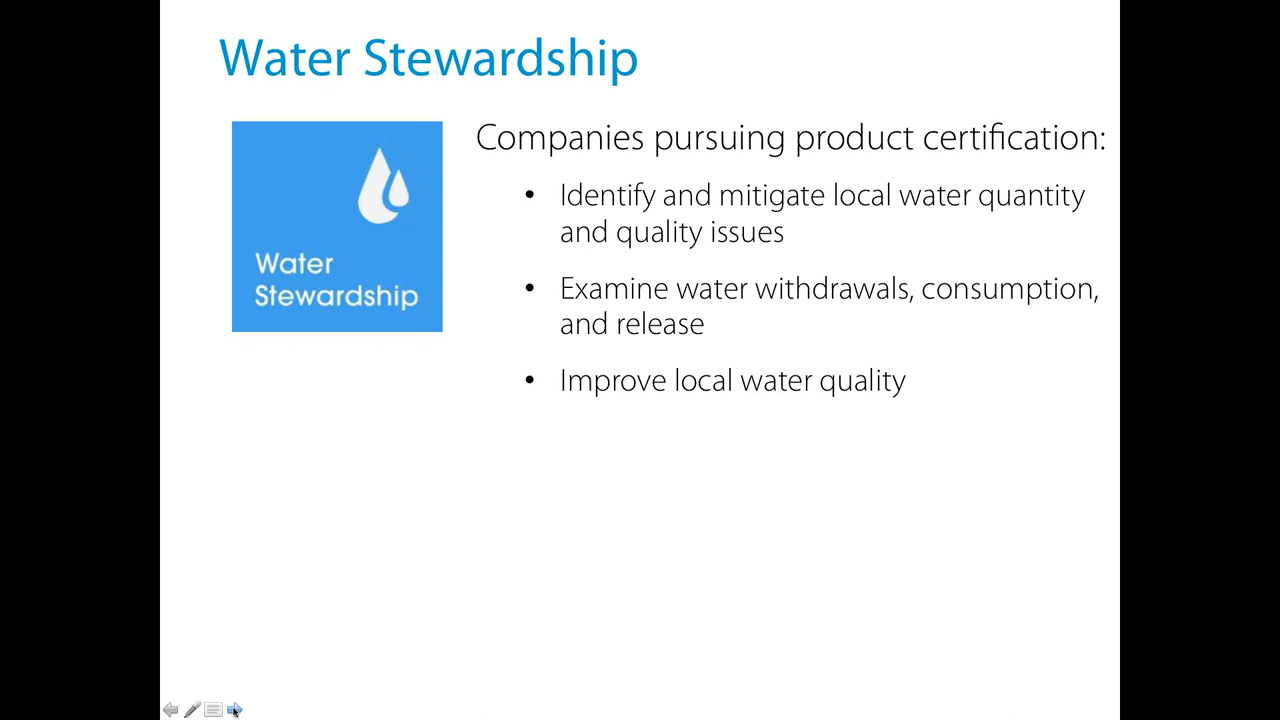 Water Stewardship
Water
Stewardship
Companies pursuing product certification:
• Identify and mitigate local water quantity
and quality issues
• Examine water withdrawals, consumption,
and release
• Improve local water quality